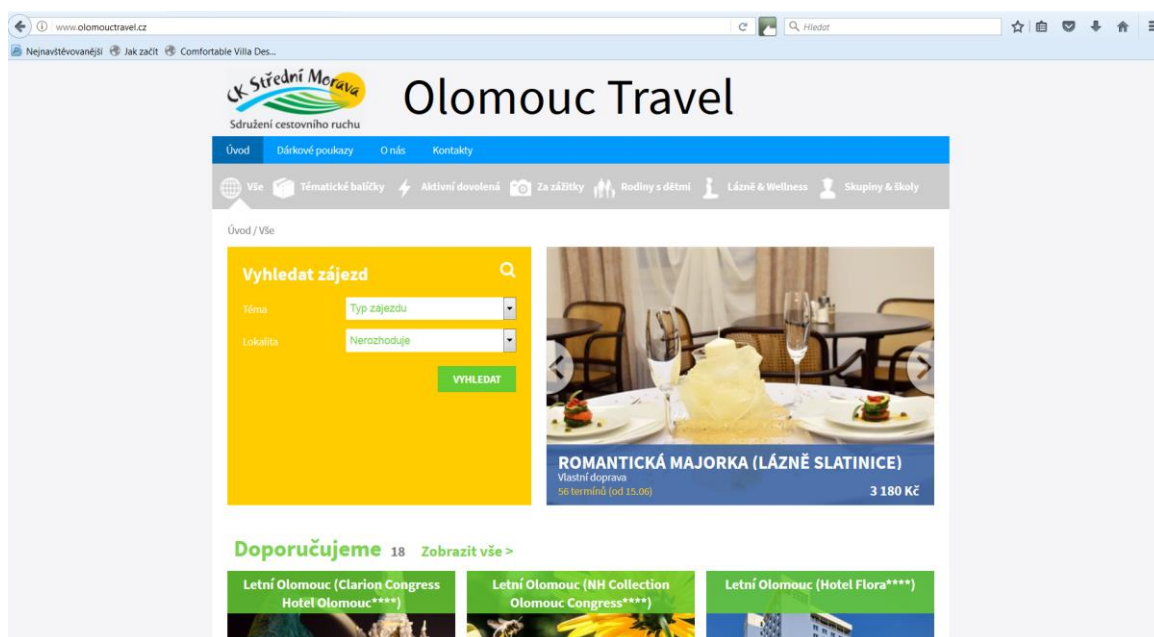 www.olomouctravel.cz
Hledat
Nejnavštěvovanější Jak začít Comfortable Villa Des...
CK Střední Morava
Sdružení cestovního ruchu
Olomouc Travel
Úvod Dárkové poukazy O nás Kontakty
Vše Tématické balíčky Aktivní dovolená Za zážitky Rodiny s dětmi Lázně & Wellness Skupiny & školy
Úvod / Vše
Vyhledat zájezd
Téma Typ zájezdu
Lokalita Nerozhoduje
VYHLEDAT
ROMANTICKÁ MAJORKA (LÁZNĚ SLATINICE)
Vlastní doprava
56 termínů (od 15.06) 3 180 Kč
Doporučujeme 18 Zobrazit vše >
Letní Olomouc (Clarion Congress
Hotel Olomouc****)
Letní Olomouc (NH Collection
Olomouc Congress****)
Letní Olomouc (Hotel Flora****)